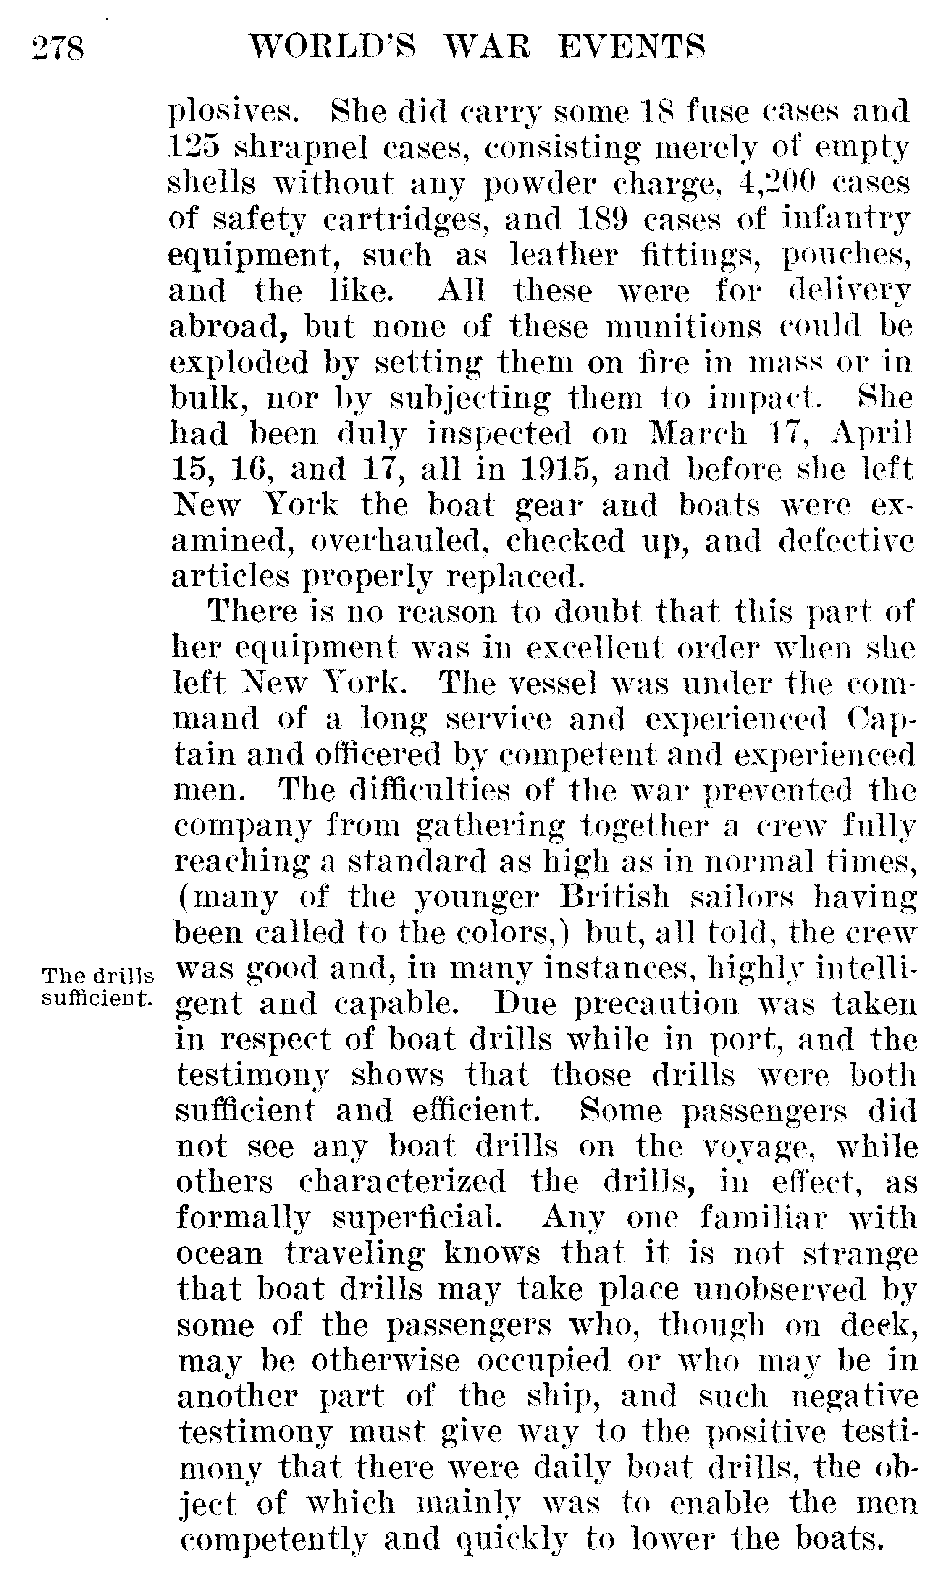 278 WORLD'S WAR EVENTS
plosives. She did carry some 18 fuse cases and
125 shrapnel cases, consisting merely of empty
shells without any powder charge, 4,200 cases
of safety cartridges, and 189 cases of infantry
equipment, such as leather fittings, pouches,
and the like. All these were for delivery
abroad, but none of these munitions could be
exploded by setting them on fire in mass or in
bulk, nor by subjecting them to impact. She
had been duly inspected on March 17, April
15, 16, and 17, all in 1915, and before she left
New York the boat gear and boats were ex-
amined, overhauled, checked up, and defective
articles properly replaced.
There is no reason to doubt that this part of
her equipment was in excellent order when she
left New York. The vessel was under the com-
mand of a long service and experienced Cap-
tain and officered by competent and experienced
men. The difficulties of the war prevented the
company from gathering together a crew fully
reaching a standard as high as in normal times,
(many of the younger British sailors having
been called to the colors,) but, all told, the crew
was good and, in many instances, highly intelli-
gent and capable. Due precaution was taken
in respect of boat drills while in port, and the
testimony shows that those drills were both
sufficient and efficient. Some passengers did
not see any boat drills on the voyage, while
others characterized the drills, in effect, as
formally superficial. Any one familiar with
ocean traveling knows that it is not strange
that boat drills may take place unobserved by
some of the passengers who, though on deck,
may be otherwise occupied or who may be in
another part of the ship, and such negative
testimony must give way to the positive testi-
mony that there were daily boat drills, the ob-
ject of which mainly was to enable the men
competently and quickly to lower the boats.
The drills
sufficient.